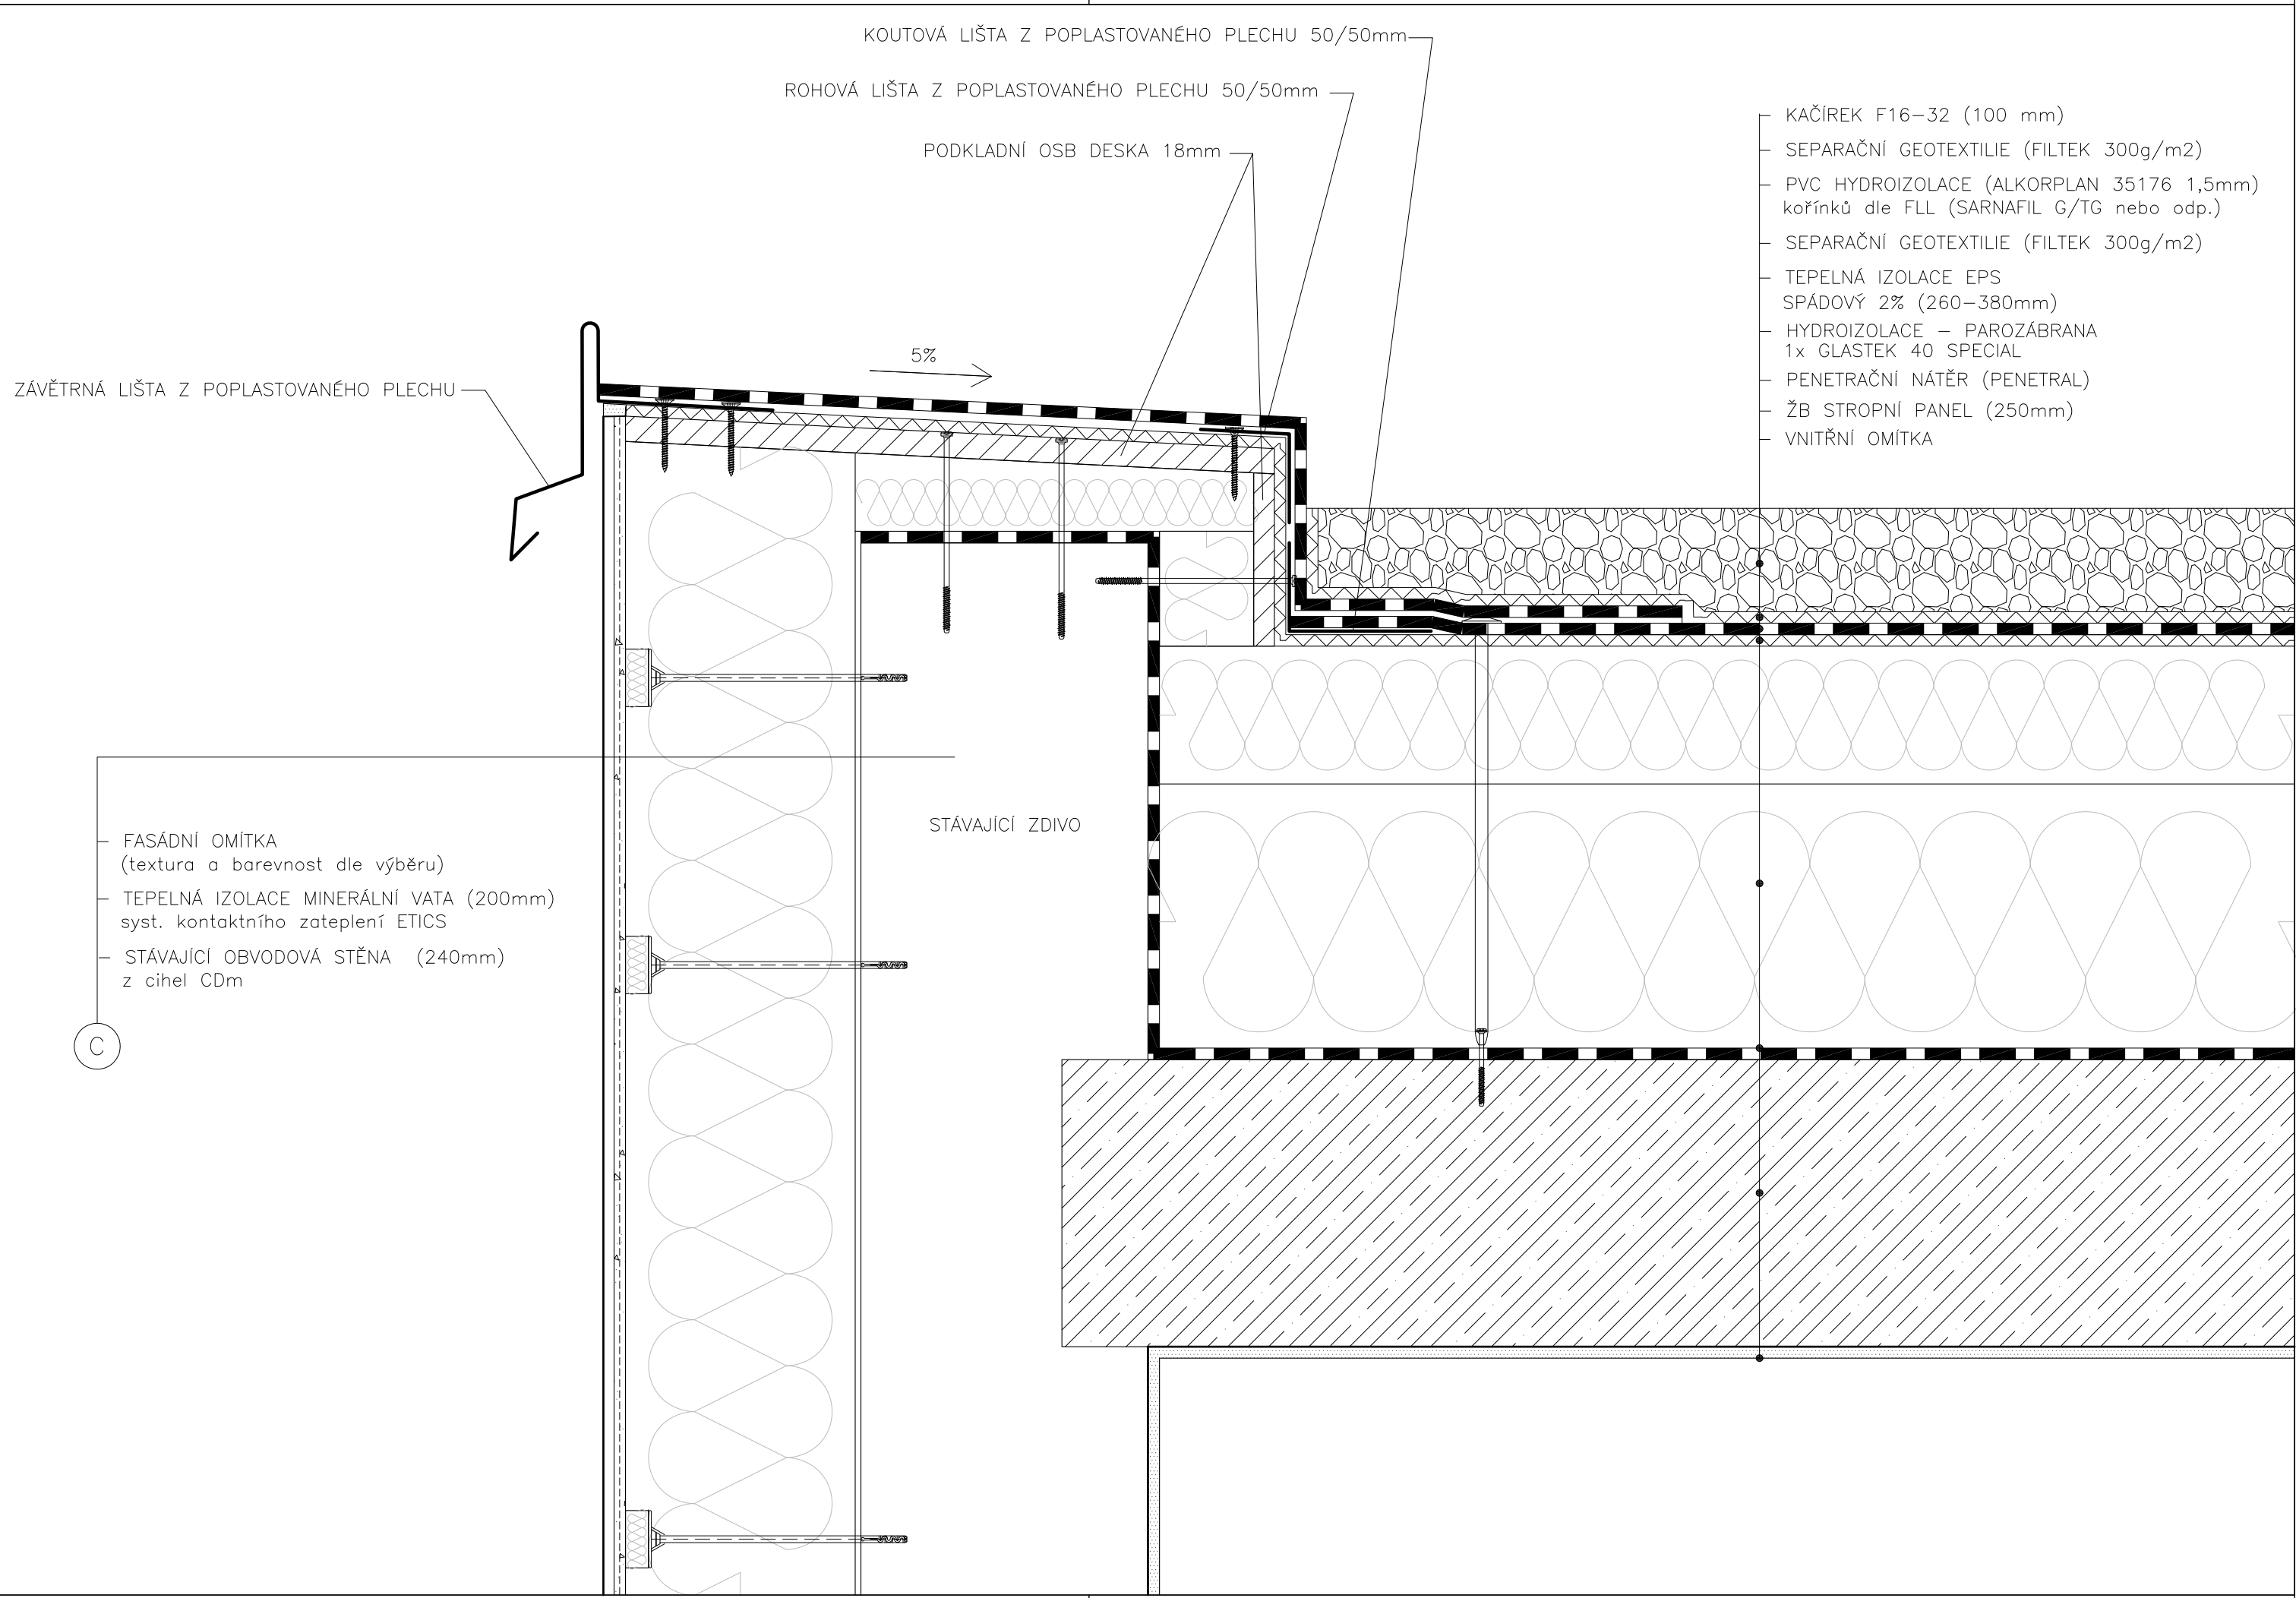 KOUTOVÁ LIŠTA Z POPLASTOVANÉHO PLECHU 50/50mm
ROHOVÁ LIŠTA Z POPLASTOVANÉHO PLECHU 50/50mm
PODKLADNÍ OSB DESKA 18mm
KAČÍREK F16-32 (100 mm)
SEPARAČNÍ GEOTEXTILIE (FILTEK 300g/m2)
PVC HYDROIZOLACE (ALKORPLAN 35176 1,5mm)
kořínků dle FLL (SARNAFIL G/TG nebo odp.)
SEPARAČNÍ GEOTEXTILIE (FILTEK 300g/m2)
TEPELNÁ IZOLACE EPS
SPÁDOVÝ 2% (260-380mm)
HYDROIZOLACE - PAROZÁBRANA
1x GLASTEK 40 SPECIAL
PENETRAČNÍ NÁTĚR (PENETRAL)
ŽB STROPNÍ PANEL (250mm)
VNITŘNÍ OMÍTKA
5%
ZÁVĚTRNÁ LIŠTA Z POPLASTOVANÉHO PLECHU
STÁVAJÍCÍ ZDIVO
FASÁDNÍ OMÍTKA
(textura a barevnost dle výběru)
TEPELNÁ IZOLACE MINERÁLNÍ VATA (200mm)
syst. kontaktního zateplení ETICS
STÁVAJÍCÍ OBVODOVÁ STĚNA (240mm)
z cihel CDm
C